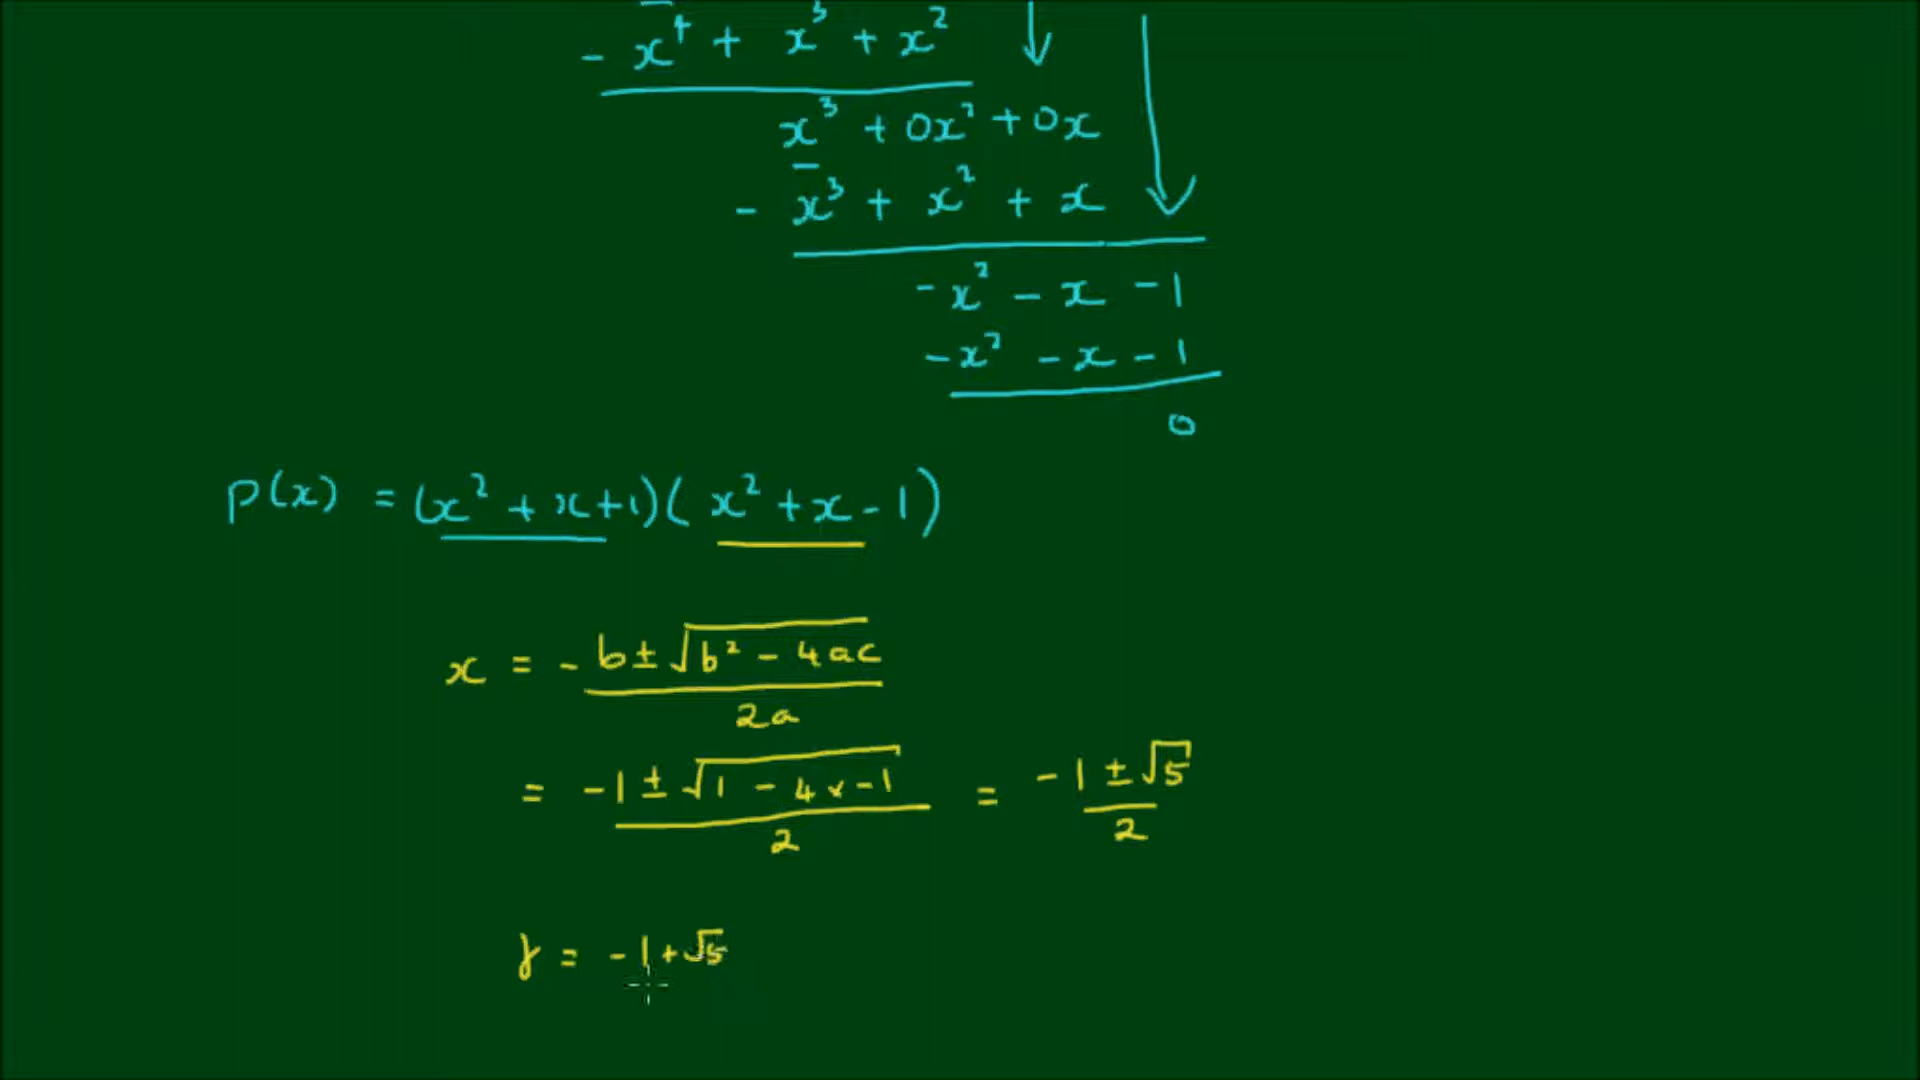 - x⁴ + x³ + x²
x³ + 0x² + 0x
- x³ + x² + x
-x² - x - 1
-x² - x - 1
0
P(x) = (x² + x + 1)(x² + x - 1)
x = -b ± √(b² - 4ac) / 2a
= -1 ± √(1 - 4 × -1) / 2 = -1 ± √5 / 2
γ = -1 + √5